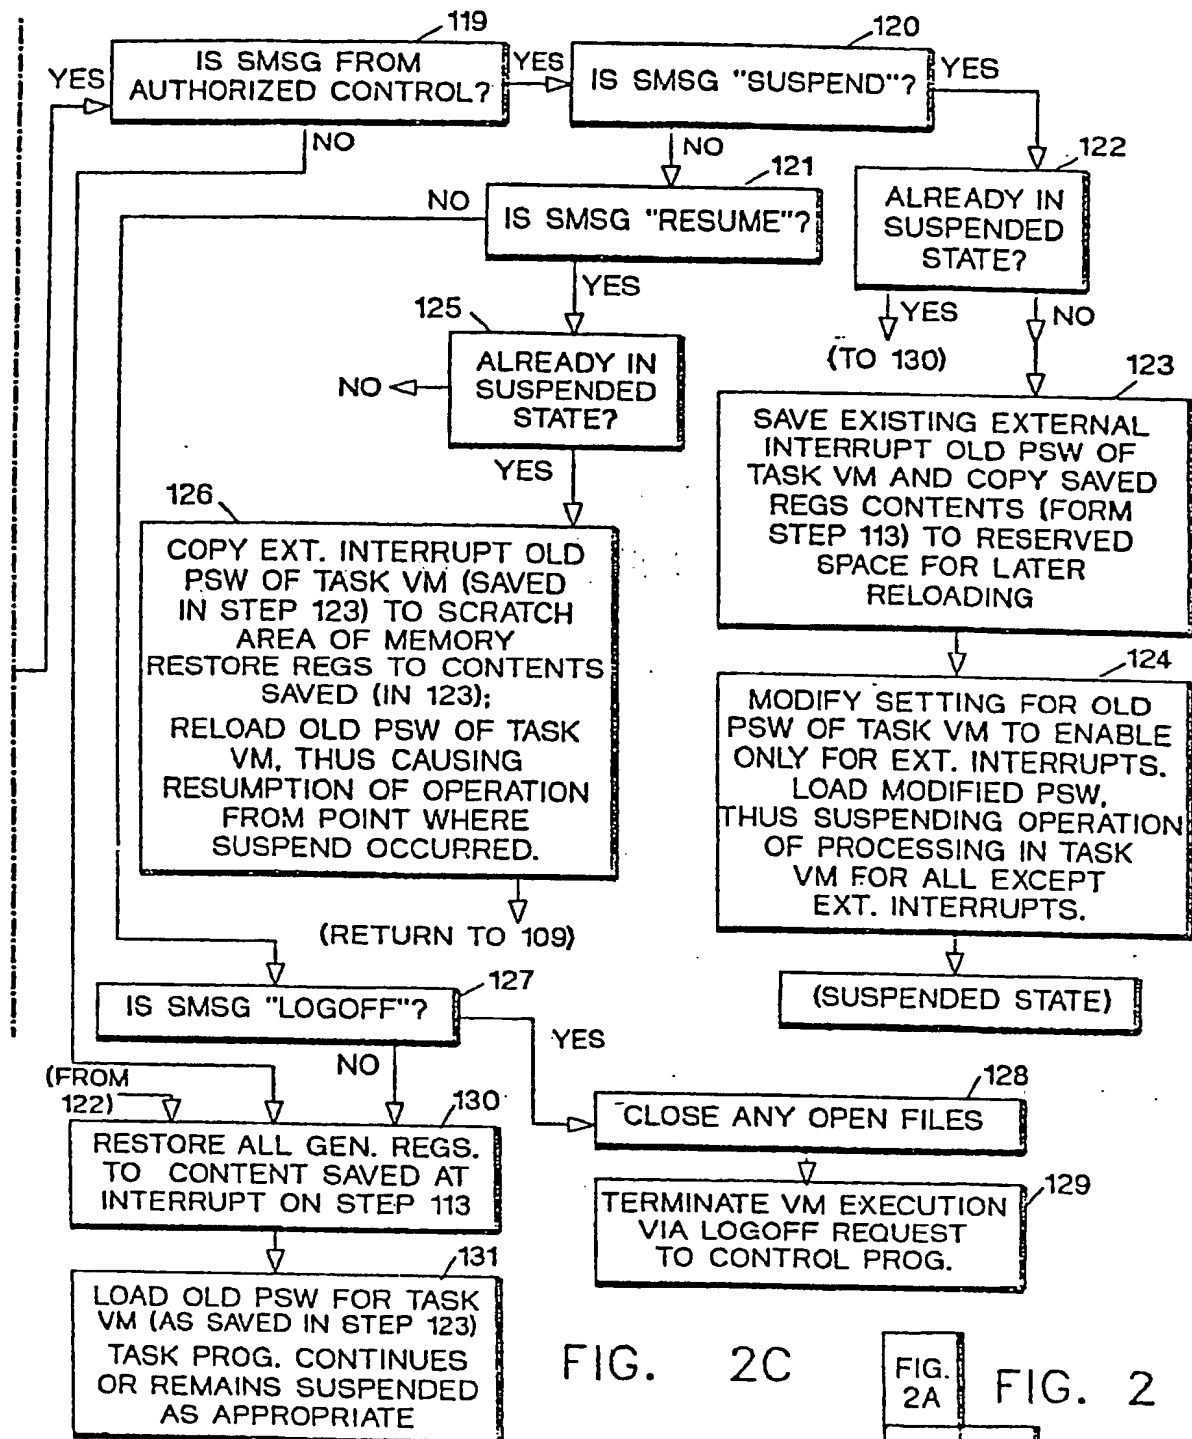 119
IS SMSG FROM
AUTHORIZED CONTROL?
YES
YES
NO
120
IS SMSG "SUSPEND"?
YES
NO
121
IS SMSG "RESUME"?
NO
YES
122
ALREADY IN
SUSPENDED
STATE?
YES
NO
(TO 130)
125
ALREADY IN
SUSPENDED
STATE?
NO
YES
123
SAVE EXISTING EXTERNAL
INTERRUPT OLD PSW OF
TASK VM AND COPY SAVED
REGS CONTENTS (FORM
STEP 113) TO RESERVED
SPACE FOR LATER
RELOADING
126
COPY EXT. INTERRUPT OLD
PSW OF TASK VM (SAVED
IN STEP 123) TO SCRATCH
AREA OF MEMORY
RESTORE REGS TO CONTENTS
SAVED (IN 123);
RELOAD OLD PSW OF TASK
VM, THUS CAUSING
RESUMPTION OF OPERATION
FROM POINT WHERE
SUSPEND OCCURRED.
(RETURN TO 109)
124
MODIFY SETTING FOR OLD
PSW OF TASK VM TO ENABLE
ONLY FOR EXT. INTERRUPTS.
LOAD MODIFIED PSW,
THUS SUSPENDING OPERATION
OF PROCESSING IN TASK
VM FOR ALL EXCEPT
EXT. INTERRUPTS.
(SUSPENDED STATE)
127
IS SMSG "LOGOFF"?
YES
NO
(FROM
122)
130
RESTORE ALL GEN. REGS.
TO CONTENT SAVED AT
INTERRUPT ON STEP 113
128
CLOSE ANY OPEN FILES
129
TERMINATE VM EXECUTION
VIA LOGOFF REQUEST
TO CONTROL PROG.
131
LOAD OLD PSW FOR TASK
VM (AS SAVED IN STEP 123)
TASK PROG. CONTINUES
OR REMAINS SUSPENDED
AS APPROPRIATE
FIG. 2C
FIG.
2A
FIG. 2